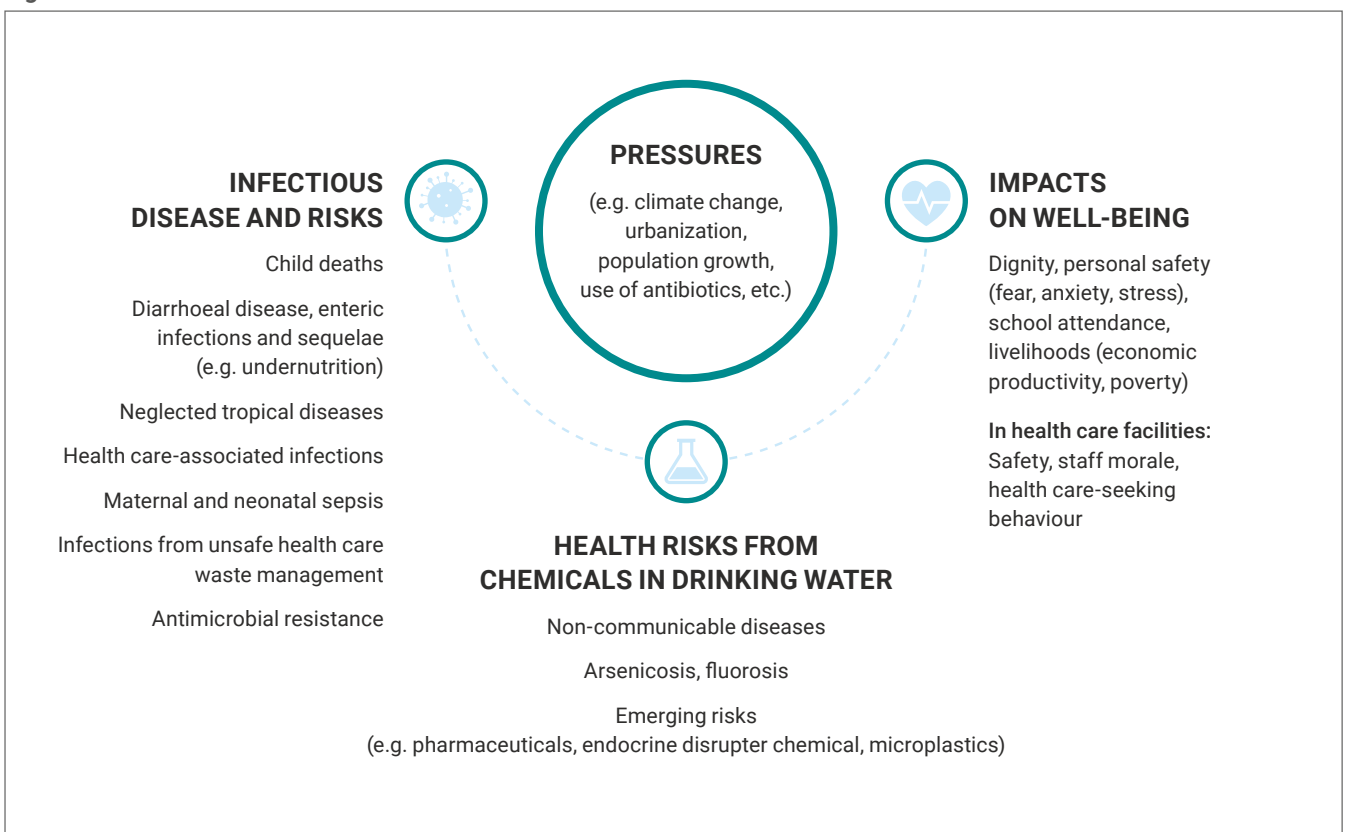 PRESSURES
(e.g. climate change,
urbanization,
population growth,
use of antibiotics, etc.)
INFECTIOUS
DISEASE AND RISKS
Child deaths
Diarrhoeal disease, enteric
infections and sequelae
(e.g. undernutrition)
Neglected tropical diseases
Health care-associated infections
Maternal and neonatal sepsis
Infections from unsafe health care
waste management
Antimicrobial resistance
HEALTH RISKS FROM
CHEMICALS IN DRINKING WATER
Non-communicable diseases
Arsenicosis, fluorosis
Emerging risks
(e.g. pharmaceuticals, endocrine disrupter chemical, microplastics)
IMPACTS
ON WELL-BEING
Dignity, personal safety
(fear, anxiety, stress),
school attendance,
livelihoods (economic
productivity, poverty)
In health care facilities:
Safety, staff morale,
health care-seeking
behaviour